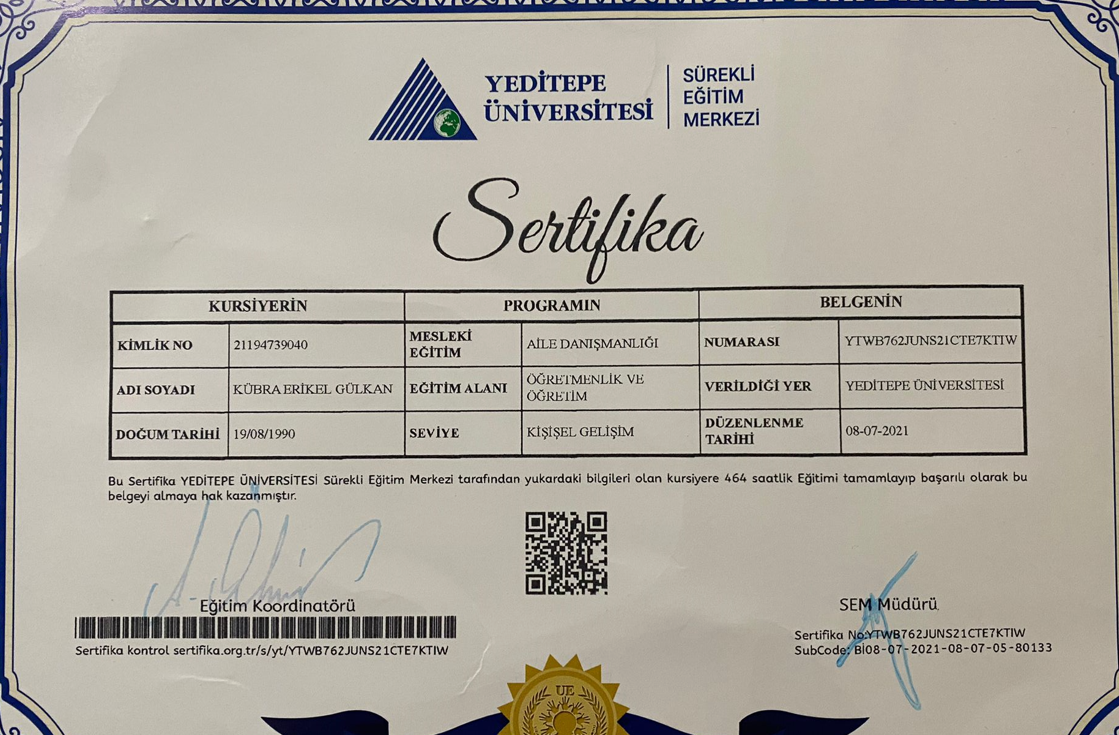 YEDİTEPE
ÜNİVERSİTESİ
SÜREKLİ
EĞİTİM
MERKEZİ
Sertifika
KURSİYERİN PROGRAMIN BELGENİN
KİMLİK NO 21194739040 MESLEKİ EĞİTİM AİLE DANIŞMANLIĞI NUMARASI YTWB762JUNS21CTE7KTIW
ADI SOYADI KÜBRA ERİKEL GÜLKAN EĞİTİM ALANI ÖĞRETMENLİK VE ÖĞRETİM VERİLDİĞİ YER YEDİTEPE ÜNİVERSİTESİ
DOĞUM TARİHİ 19/08/1990 SEVİYE KİŞİSEL GELİŞİM DÜZENLENME TARİHİ 08-07-2021
Bu Sertifika YEDİTEPE ÜNİVERSİTESİ Sürekli Eğitim Merkezi tarafından yukardaki bilgileri olan kursiyere 464 saatlik Eğitimi tamamlayıp başarılı olarak bu
belgeyi almaya hak kazanmıştır.
Eğitim Koordinatörü
Sertifika kontrol sertifika.org.tr/s/yt/YTWB762JUNS21CTE7KTIW
SEM Müdürü
Sertifika No:YTWB762JUNS21CTE7KTIW
SubCode: Bİ08-07-2021-08-07-05-80133
UE